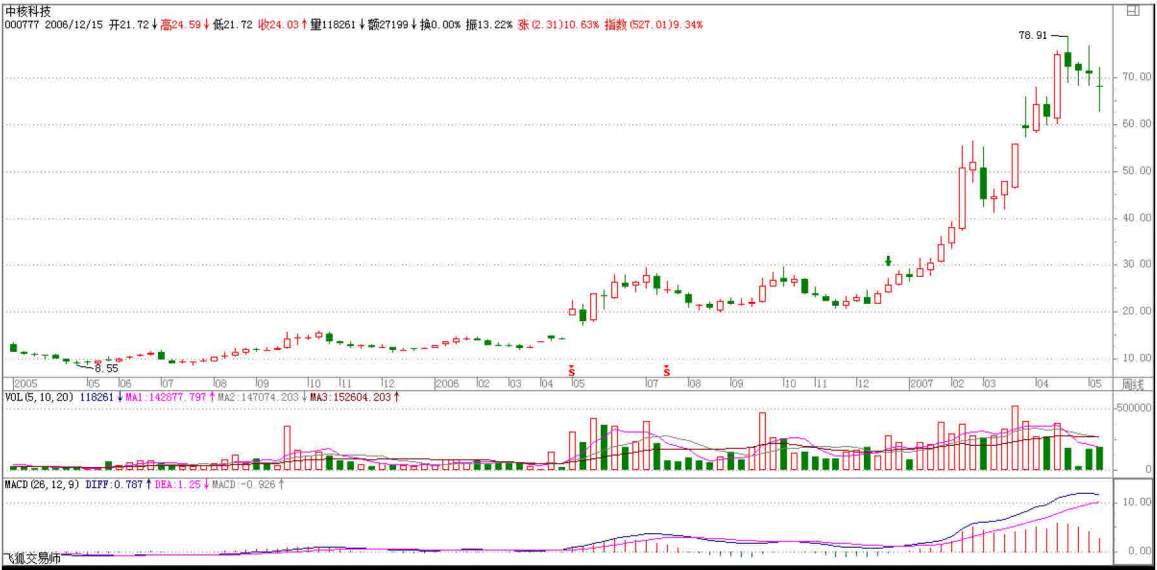 中核科技
000777 2006/12/15 开21.72↓高24.59↓低21.72 收24.03↑量118261↓额27199↓换0.00% 振13.22% 涨(2.31)10.63% 指数(527.01)9.34%
78.91
70.00
60.00
50.00
40.00
30.00
20.00
10.00
8.55
S S
2005 05 06 07 08 09 10 11 12 2006 02 03 04 05 07 08 09 10 11 12 2007 02 03 04 05 周线
VOL(5,10,20) 118261↓MA1:142877.797↑MA2:147074.203↓MA3:152604.203↑
500000
0
MACD(26,12,9) DIFF:0.787↑DEA:1.25↓MACD:-0.926↑
10.00
0.00
飞狐交易师